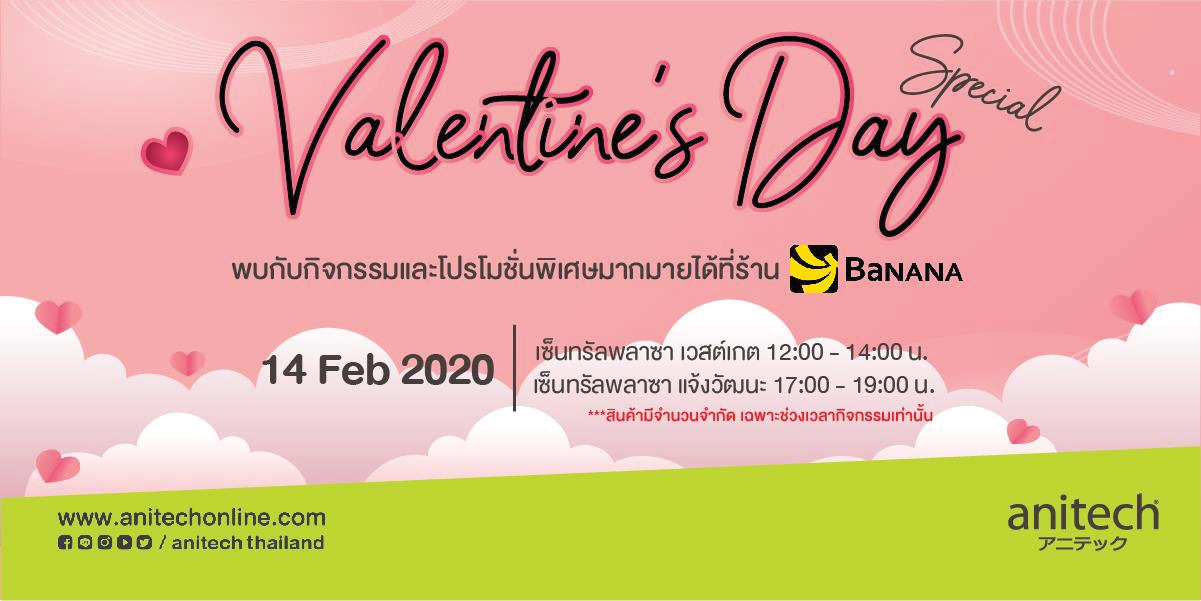 Valentine's Day Special
พบกับกิจกรรมและโปรโมชั่นพิเศษมากมายได้ที่ร้าน BaNANA
14 Feb 2020
เซ็นทรัลพลาซา เวสต์เกต 12:00 - 14:00 น.
เซ็นทรัลพลาซา แจ้งวัฒนะ 17:00 - 19:00 น.
***สินค้ามีจำนวนจำกัด เฉพาะช่วงเวลากิจกรรมเท่านั้น
www.anitechonline.com
/ anitech thailand
anitech®
アニテック